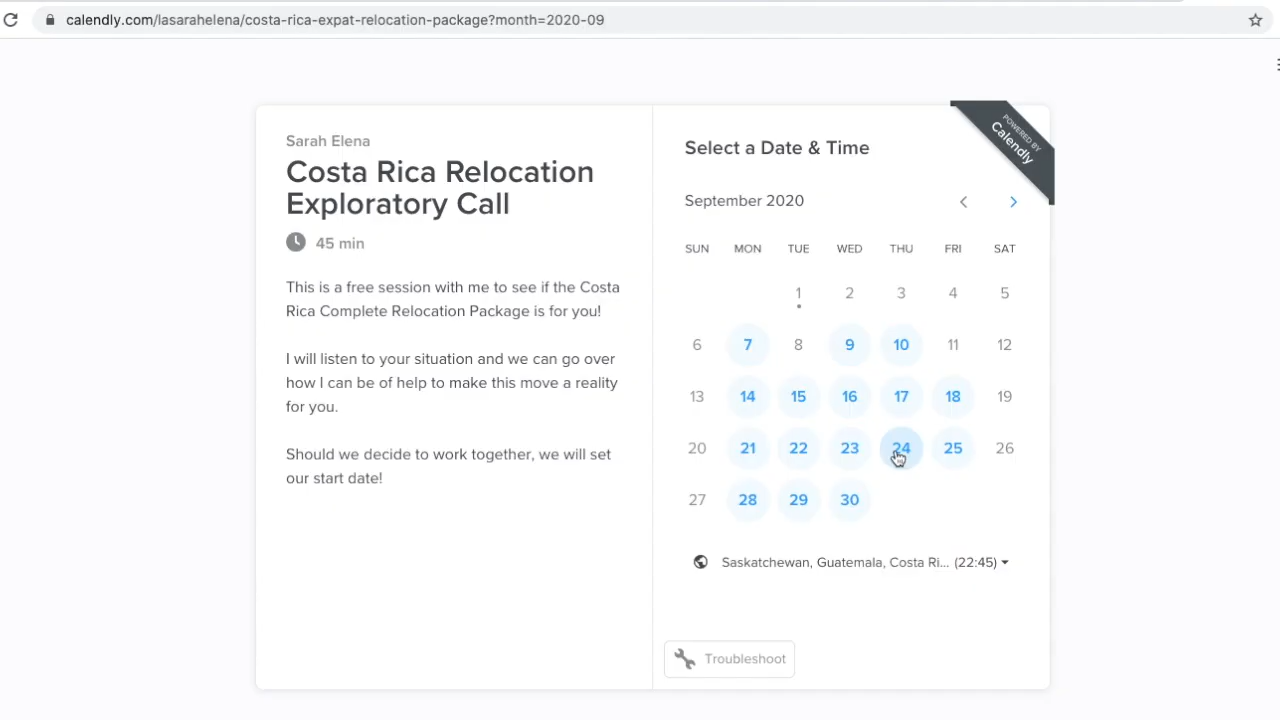 calendly.com/lasarahelena/costa-rica-expat-relocation-package?month=2020-09
Sarah Elena
Costa Rica Relocation
Exploratory Call
45 min
This is a free session with me to see if the Costa
Rica Complete Relocation Package is for you!
I will listen to your situation and we can go over
how I can be of help to make this move a reality
for you.
Should we decide to work together, we will set
our start date!
POWERED BY
Calendly
Select a Date & Time
September 2020
SUN MON TUE WED THU FRI SAT
1 2 3 4 5
6 7 8 9 10 11 12
13 14 15 16 17 18 19
20 21 22 23 24 25 26
27 28 29 30
Saskatchewan, Guatemala, Costa Ri... (22:45)
Troubleshoot